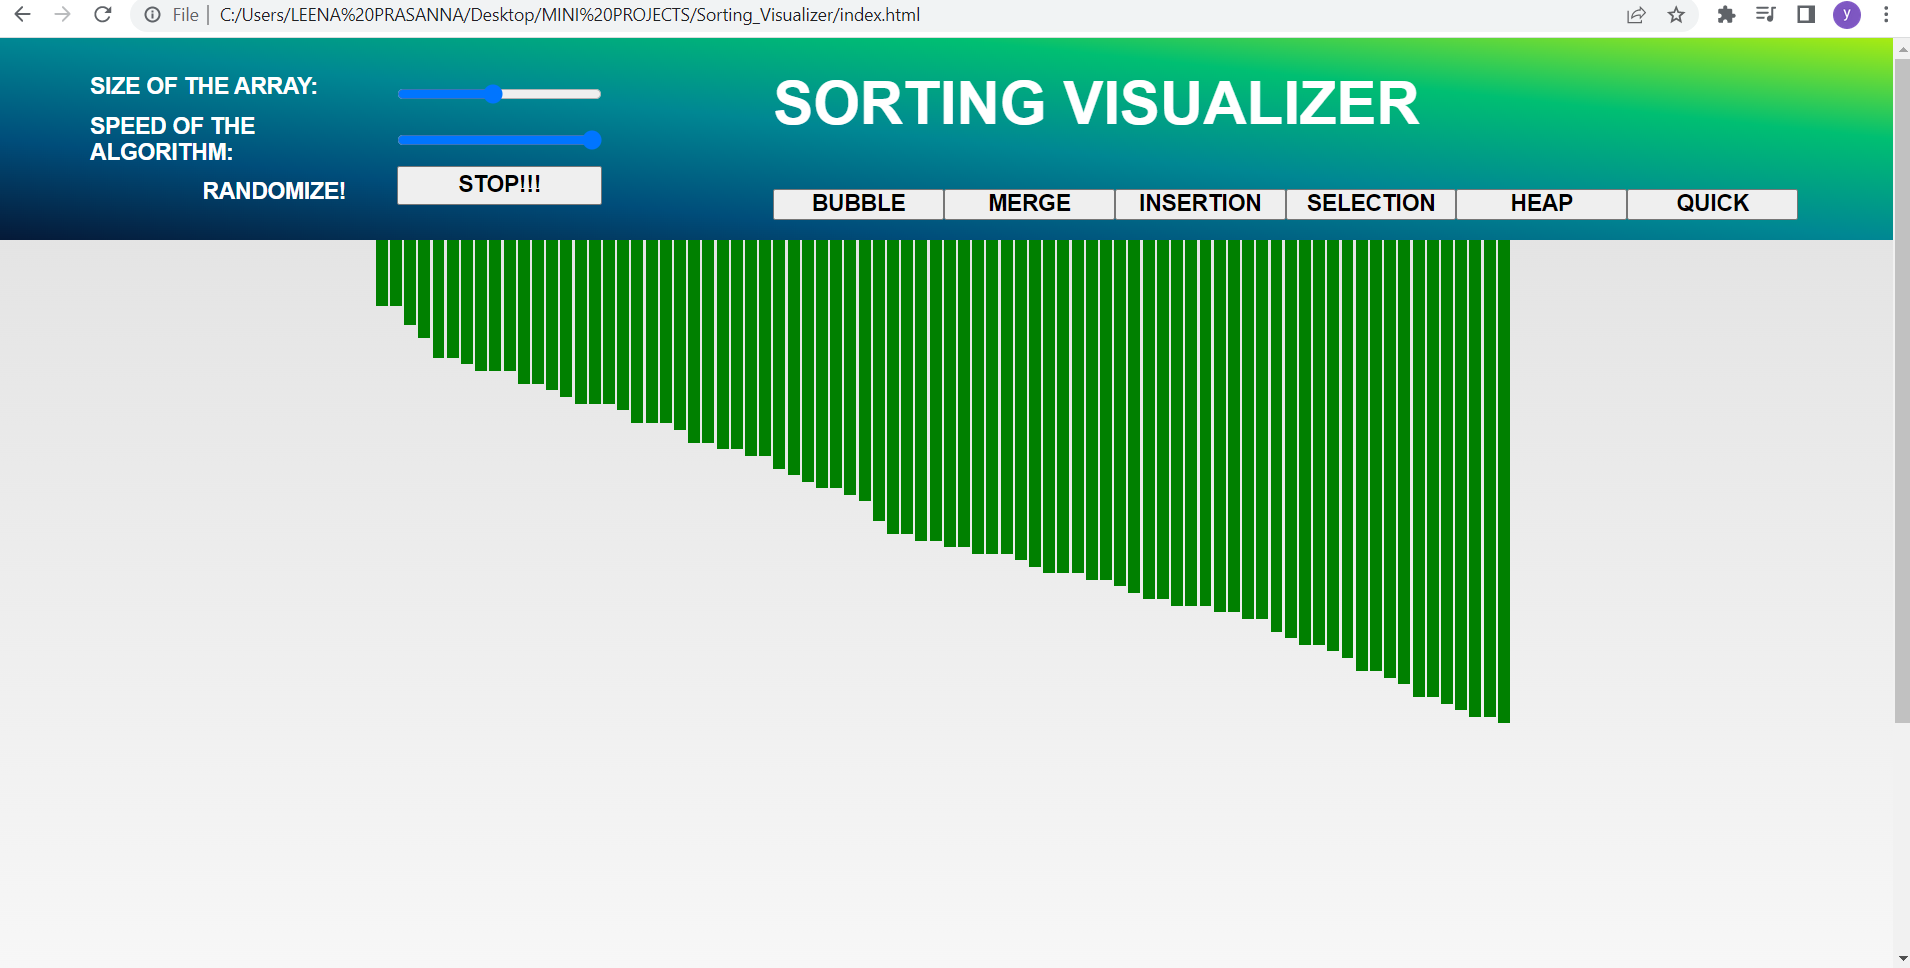 File
C:/Users/LEENA%20PRASANNA/Desktop/MINI%20PROJECTS/Sorting_Visualizer/index.html
y
SIZE OF THE ARRAY:
SPEED OF THE
ALGORITHM:
RANDOMIZE!
STOP!!!
SORTING VISUALIZER
BUBBLE
MERGE
INSERTION
SELECTION
HEAP
QUICK